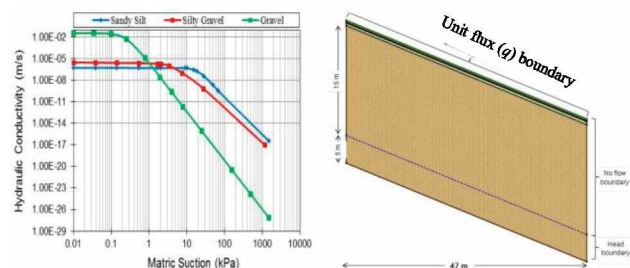 Sandy Silt
Silty Gravel
Gravel
Hydraulic Conductivity (m/s)
1.00E-02
1.00E-05
1.00E-08
1.00E-11
1.00E-14
1.00E-17
1.00E-20
1.00E-23
1.00E-26
1.00E-29
0.01
0.1
1
10
100
1000
10000
Matric Suction (kPa)
Unit flux (q) boundary
15 m
5 m
No flow
boundary
Head
boundary
47 m